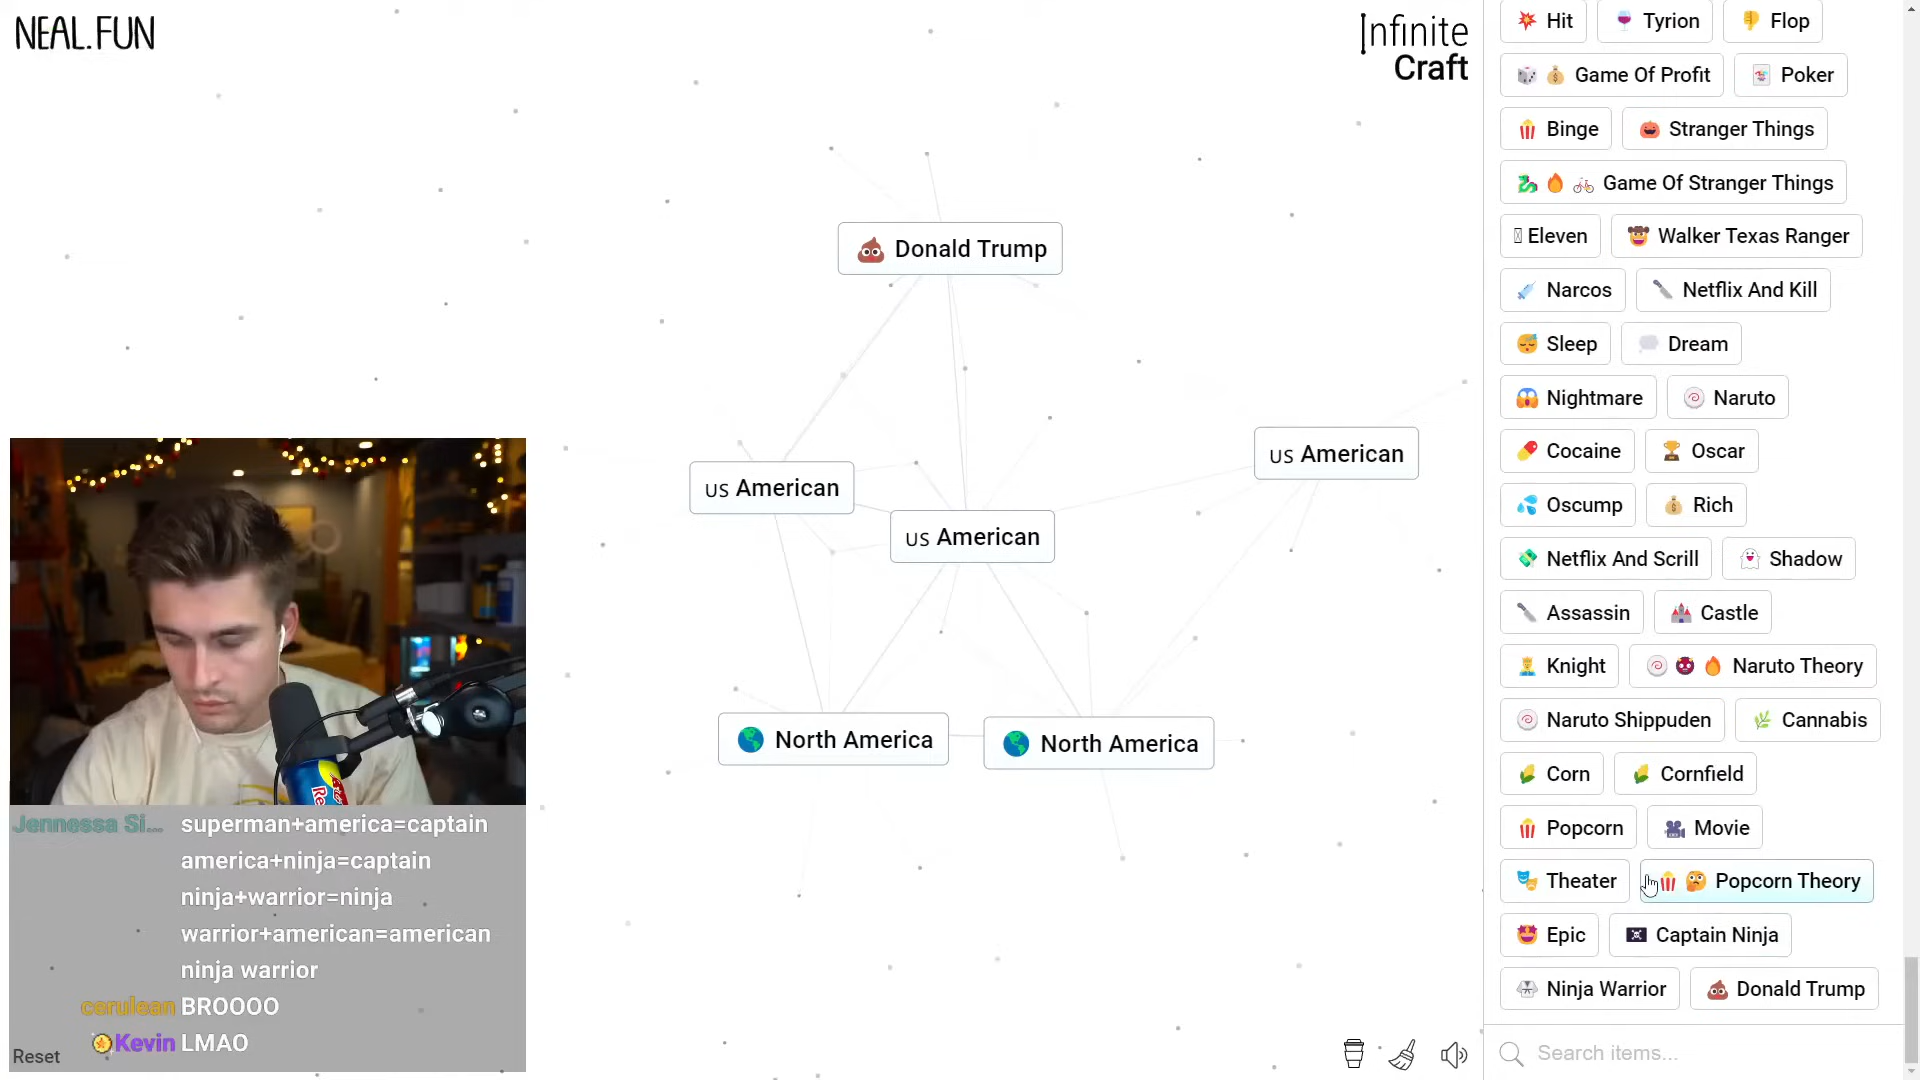 NEAL.FUN
Infinite
Craft
Donald Trump
US American
US American
US American
North America
North America
Jennessa Si... superman+america=captain
america+ninja=captain
ninja+warrior=ninja
warrior+american=american
ninja warrior
cerulean BROOOO
Kevin LMAO
Reset
Hit Tyrion Flop
Game Of Profit Poker
Binge Stranger Things
Game Of Stranger Things
Eleven Walker Texas Ranger
Narcos Netflix And Kill
Sleep Dream
Nightmare Naruto
Cocaine Oscar
Oscump Rich
Netflix And Scrill Shadow
Assassin Castle
Knight Naruto Theory
Naruto Shippuden Cannabis
Corn Cornfield
Popcorn Movie
Theater Popcorn Theory
Epic Captain Ninja
Ninja Warrior Donald Trump
Search items...